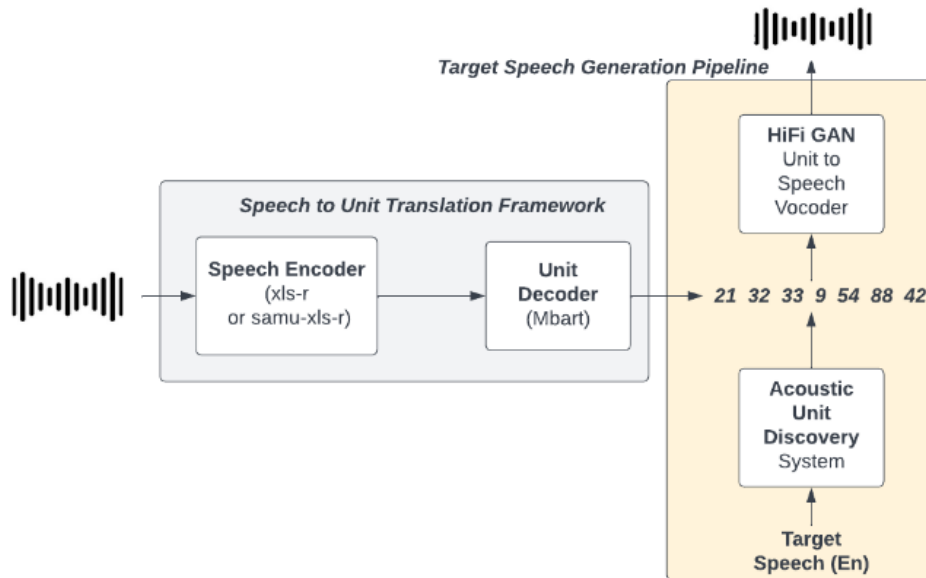 Target Speech Generation Pipeline
HiFi GAN
Unit to
Speech
Vocoder
Speech to Unit Translation Framework
Speech Encoder
(xls-r
or samu-xls-r)
Unit
Decoder
(Mbart)
21 32 33 9 54 88 42
Acoustic
Unit
Discovery
System
Target
Speech (En)